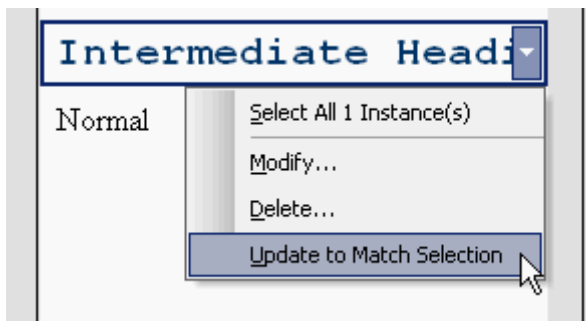 Intermediate Headi
Normal
Select All 1 Instance(s)
Modify...
Delete...
Update to Match Selection